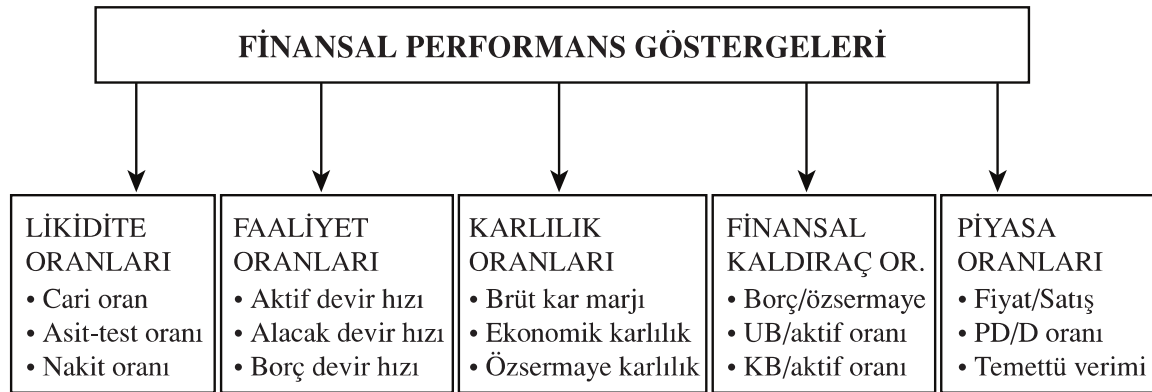 FİNANSAL PERFORMANS GÖSTERGELERİ
LİKİDİTE
ORANLARI
• Cari oran
• Asit-test oranı
• Nakit oranı
FAALİYET
ORANLARI
• Aktif devir hızı
• Alacak devir hızı
• Borç devir hızı
KARLILIK
ORANLARI
• Brüt kar marjı
• Ekonomik karlılık
• Özsermaye karlılık
FİNANSAL
KALDIRAÇ OR.
• Borç/özsermaye
• UB/aktif oranı
• KB/aktif oranı
PİYASA
ORANLARI
• Fiyat/Satış
• PD/D oranı
• Temettü verimi